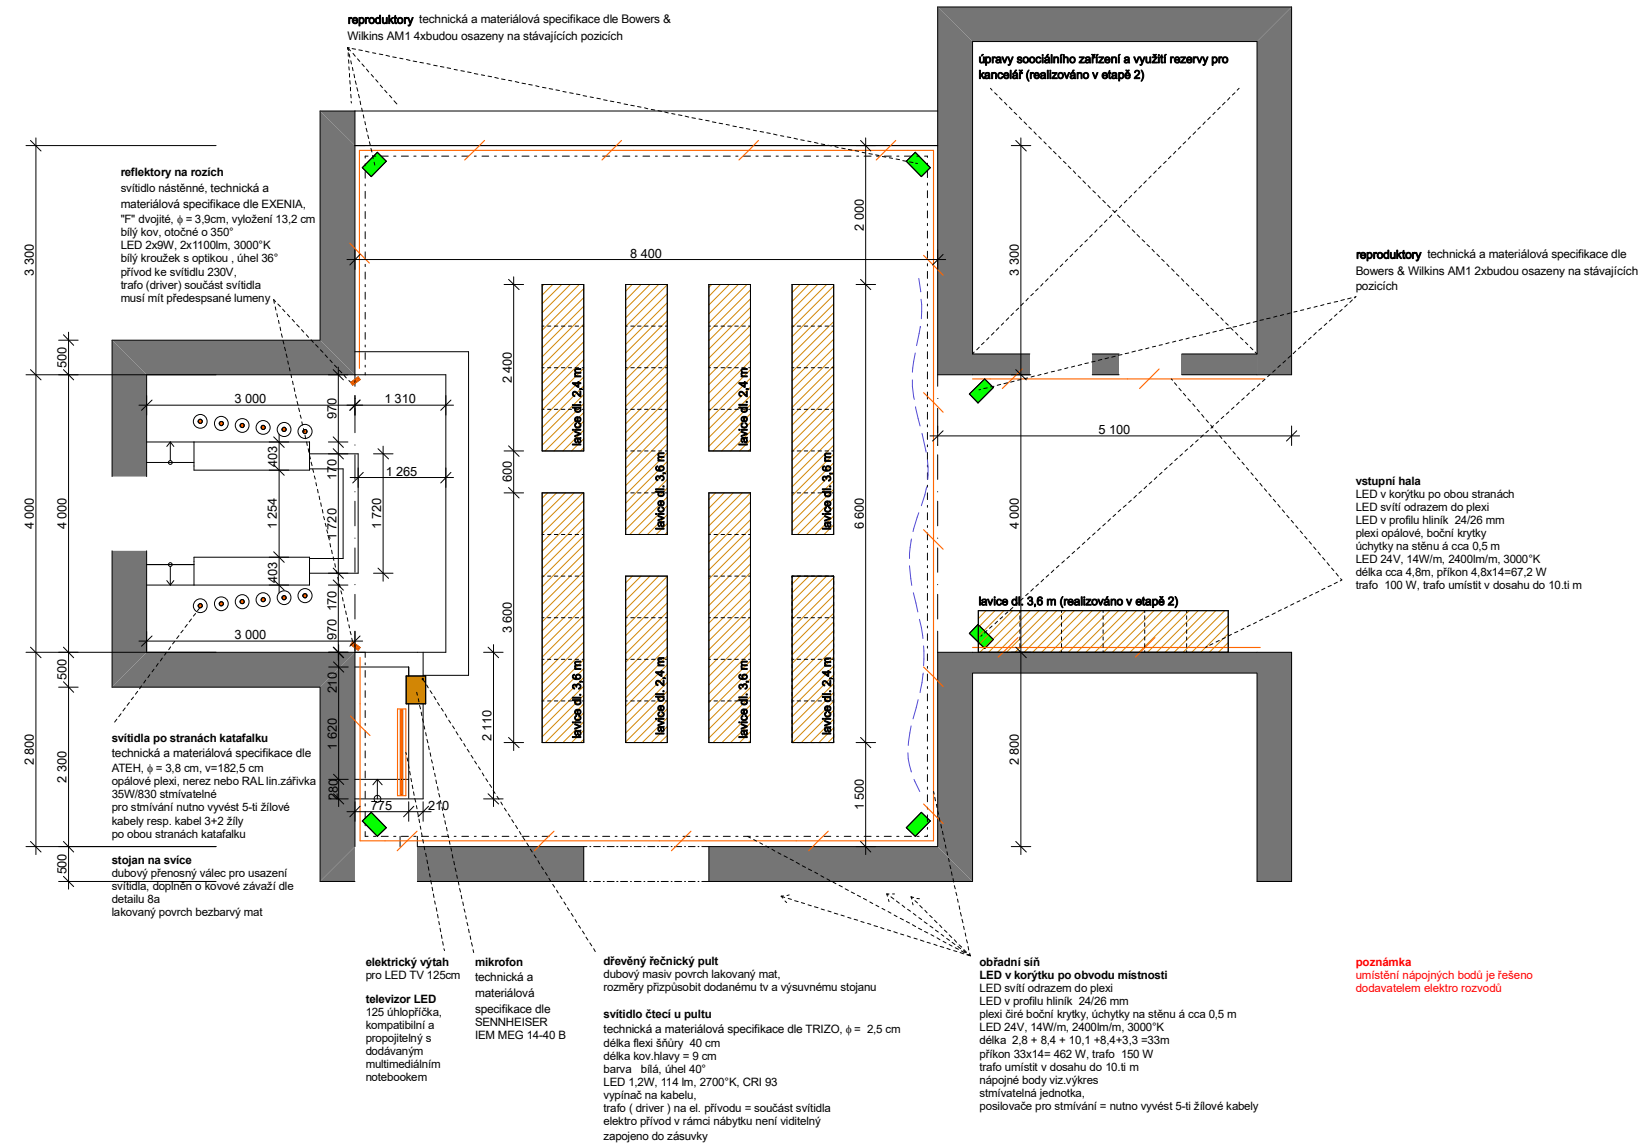 reproduktory technická a materiálová specifikace dle Bowers &
Wilkins AM1 4xbudou osazeny na stávajících pozicích
úpravy soociálního zařízení a využití rezervy pro
kancelář (realizováno v etapě 2)
reflektory na rozích
svítidlo nástěnné, technická a
materiálová specifikace dle EXENIA,
"F" dvojité, ϕ = 3,9cm, vyložení 13,2 cm
bílý kov, otočné o 350°
LED 2x9W, 2x1100lm, 3000°K
bílý kroužek s optikou , úhel 36°
přívod ke svítidlu 230V,
trafo (driver) součást svítidla
musí mít předespsané lumeny
reproduktory technická a materiálová specifikace dle
Bowers & Wilkins AM1 2xbudou osazeny na stávajících
pozicích
3 300
500
4 000
4 000
500
2 800
2 300
500
3 000
1 310
970
403
170
1 265
1 254
1 720
1 720
403
170
970
3 000
210
1 620
280
2 110
775
210
8 400
2 000
2 400
600
3 600
6 600
1 500
3 300
5 100
4 000
2 800
lavice dl. 2,4 m
lavice dl. 3,6 m
lavice dl. 2,4 m
lavice dl. 3,6 m
lavice dl. 3,6 m
lavice dl. 2,4 m
lavice dl. 3,6 m
lavice dl. 2,4 m
lavice dl. 3,6 m (realizováno v etapě 2)
vstupní hala
LED v korýtku po obou stranách
LED svítí odrazem do plexi
LED v profilu hliník 24/26 mm
plexi opálové, boční krytky
úchytky na stěnu á cca 0,5 m
LED 24V, 14W/m, 2400lm/m, 3000°K
délka cca 4,8m, příkon 4,8x14=67,2 W
trafo 100 W, trafo umístit v dosahu do 10.ti m
svítidla po stranách katafalku
technická a materiálová specifikace dle
ATEH, ϕ = 3,8 cm, v=182,5 cm
opálové plexi, nerez nebo RAL lin.zářivka
35W/830 stmívatelné
pro stmívání nutno vyvést 5-ti žílové
kabely resp. kabel 3+2 žíly
po obou stranách katafalku
stojan na svíce
dubový přenosný válec pro usazení
svítidla, doplněn o kovové závaží dle
detailu 8a
lakovaný povrch bezbarvý mat
elektrický výtah
pro LED TV 125cm
televizor LED
125 úhlopříčka,
kompatibilní a
propojitelný s
dodávaným
multimediálním
notebookem
mikrofon
technická a
materiálová
specifikace dle
SENNHEISER
IEM MEG 14-40 B
dřevěný řečnický pult
dubový masiv povrch lakovaný mat,
rozměry přizpůsobit dodanému tv a výsuvnému stojanu
svítidlo čtecí u pultu
technická a materiálová specifikace dle TRIZO, ϕ = 2,5 cm
délka flexi šňůry 40 cm
délka kov.hlavy = 9 cm
barva bílá, úhel 40°
LED 1,2W, 114 lm, 2700°K, CRI 93
vypínač na kabelu,
trafo ( driver ) na el. přívodu = součást svítidla
elektro přívod v rámci nábytku není viditelný
zapojeno do zásuvky
obřadní síň
LED v korýtku po obvodu místnosti
LED svítí odrazem do plexi
LED v profilu hliník 24/26 mm
plexi čiré boční krytky, úchytky na stěnu á cca 0,5 m
LED 24V, 14W/m, 2400lm/m, 3000°K
délka 2,8 + 8,4 + 10,1 +8,4+3,3 =33m
příkon 33x14= 462 W, trafo 150 W
trafo umístit v dosahu do 10.ti m
nápojné body viz.výkres
stmívatelná jednotka,
posilovače pro stmívání = nutno vyvést 5-ti žílové kabely
poznámka
umístění nápojných bodů je řešeno
dodavatelem elektro rozvodů